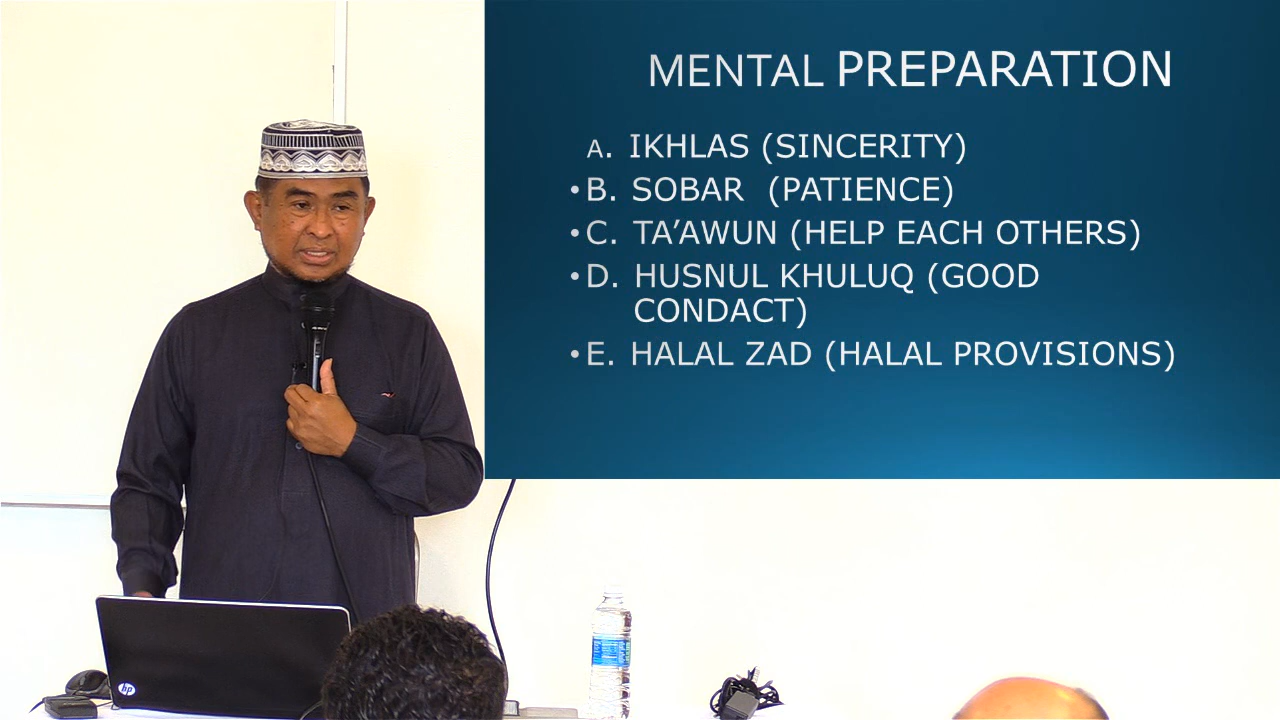 MENTAL PREPARATION
A. IKHLAS (SINCERITY)
• B. SOBAR (PATIENCE)
• C. TA’AWUN (HELP EACH OTHERS)
• D. HUSNUL KHULUQ (GOOD
CONDACT)
• E. HALAL ZAD (HALAL PROVISIONS)
hp